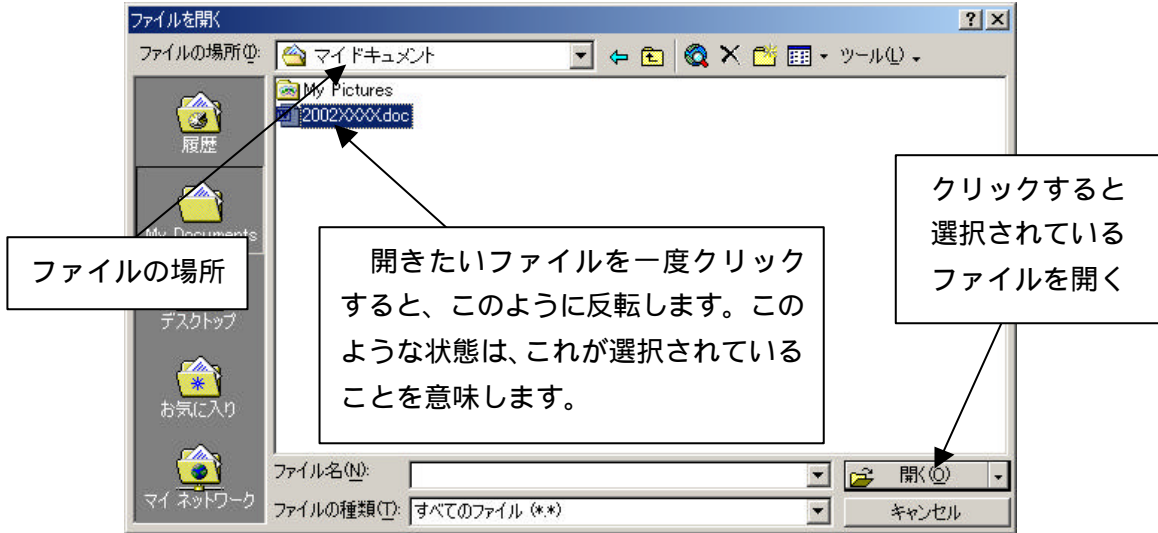 ファイルを開く
ファイルの場所(I):
マイドキュメント
ツール(L)
My Pictures
2002XXXX.doc
履歴
My Documents
デスクトップ
お気に入り
マイ ネットワーク
ファイルの場所
開きたいファイルを一度クリック
すると、このように反転します。この
ような状態は、これが選択されている
ことを意味します。
クリックすると
選択されている
ファイルを開く
ファイル名(N):
開く(O)
ファイルの種類(T):
すべてのファイル (*.*)
キャンセル